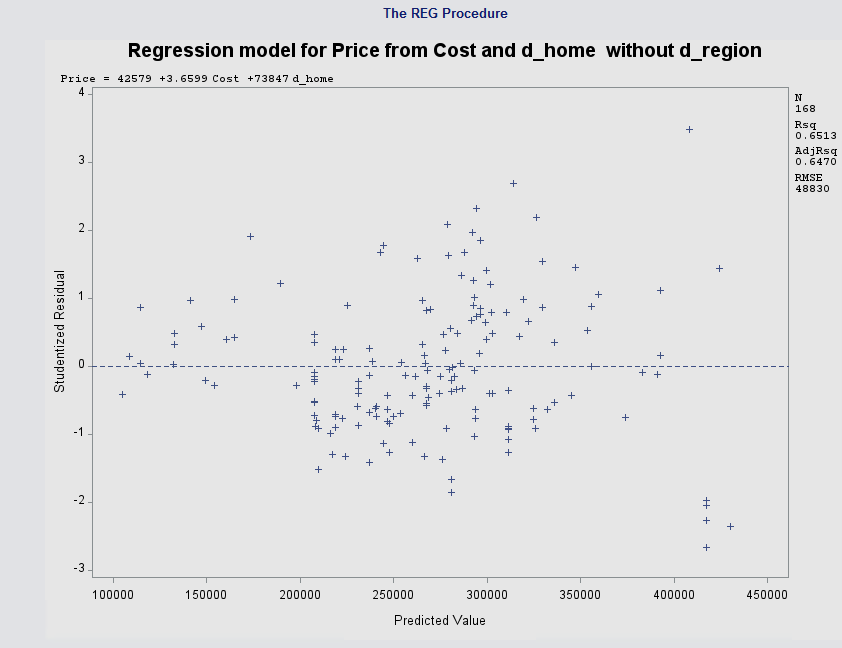 The REG Procedure
Regression model for Price from Cost and d_home without d_region
Price = 42579 +3.6599 Cost +73847 d_home
N
168
Rsq
0.6513
AdjRsq
0.6470
RMSE
48830
Studentized Residual
4
3
2
1
0
-1
-2
-3
100000 150000 200000 250000 300000 350000 400000 450000
Predicted Value